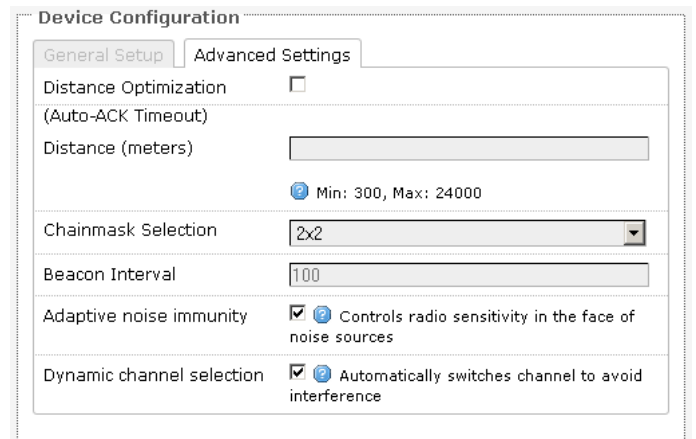 Device Configuration
General Setup
Advanced Settings
Distance Optimization
(Auto-ACK Timeout)
Distance (meters)
Min: 300, Max: 24000
Chainmask Selection
2x2
Beacon Interval
100
Adaptive noise immunity
Controls radio sensitivity in the face of
noise sources
Dynamic channel selection
Automatically switches channel to avoid
interference